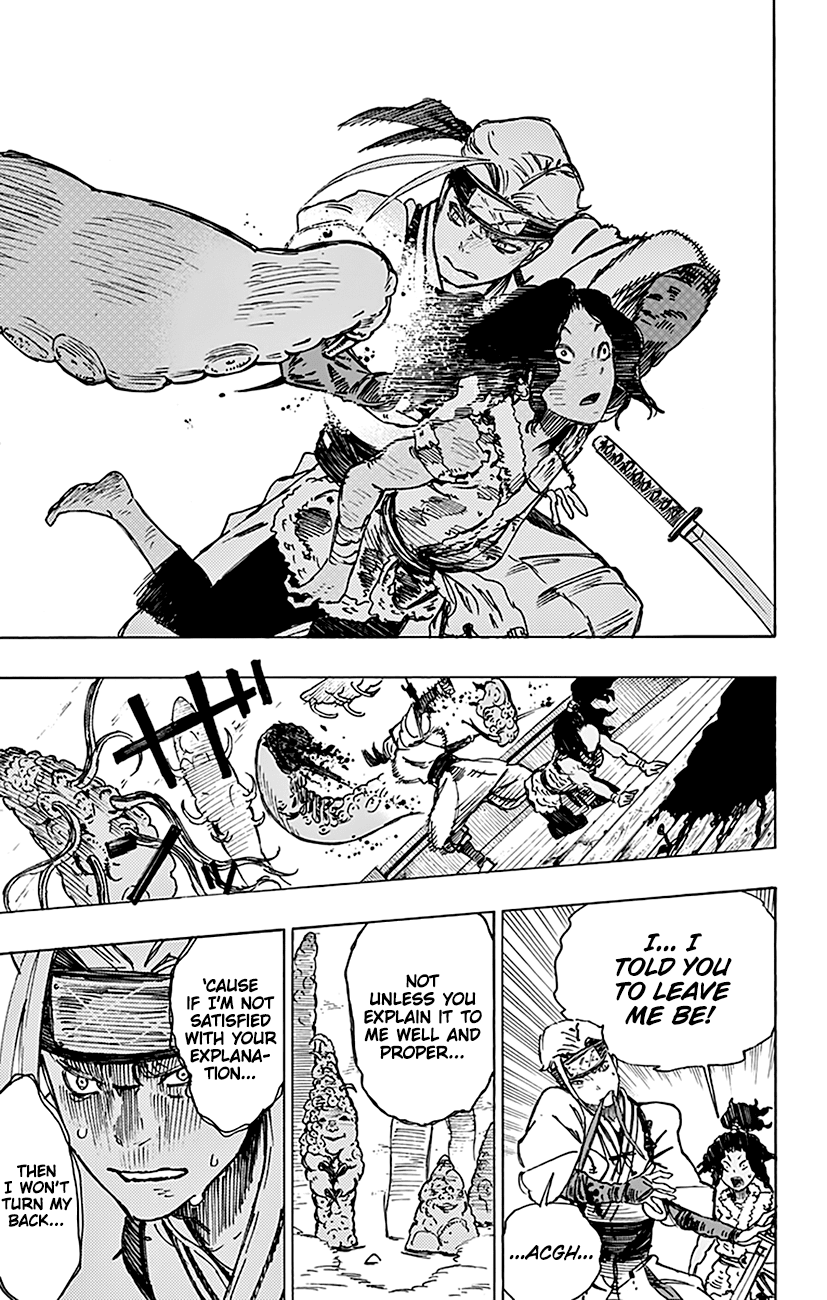 I... I
TOLD YOU
TO LEAVE
ME BE!
...ACGH...
NOT
UNLESS YOU
EXPLAIN IT TO
ME WELL AND
PROPER...
'CAUSE
IF I'M NOT
SATISFIED
WITH YOUR
EXPLANA-
TION...
THEN
I WON'T
TURN MY
BACK...